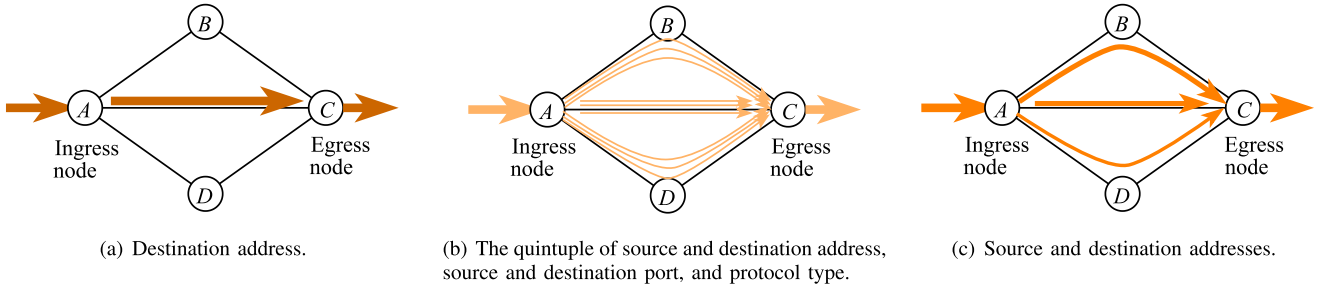 B
A
C
Ingress
node
Egress
node
D
(a) Destination address.
B
A
C
Ingress
node
Egress
node
D
(b) The quintuple of source and destination address,
source and destination port, and protocol type.
B
A
C
Ingress
node
Egress
node
D
(c) Source and destination addresses.